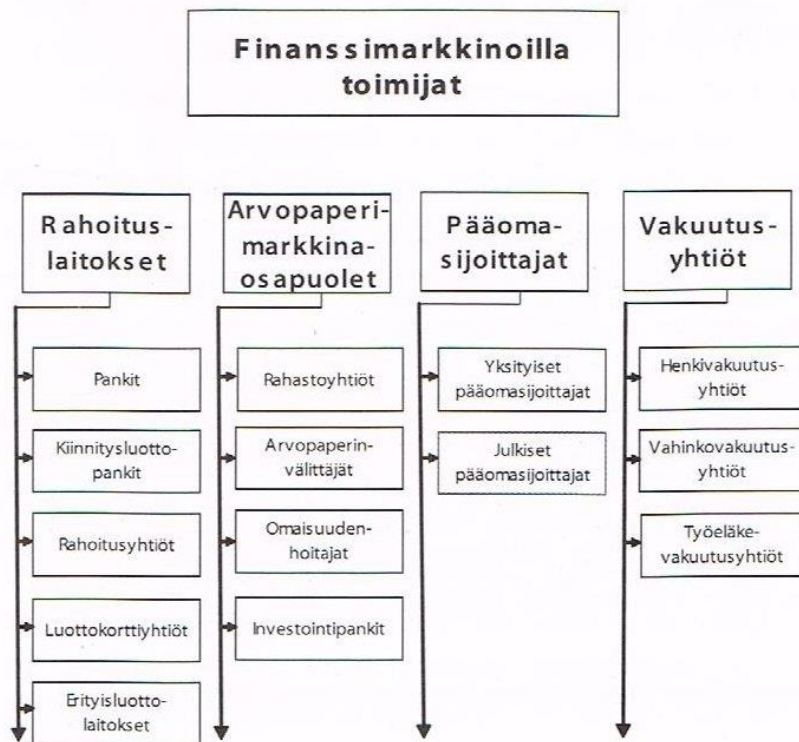 Finanssimarkkinoilla
toimijat
Rahoitus-
laitokset
Pankit
Kiinnitysluotto-
pankit
Rahoitusyhtiöt
Luottokorttiyhtiöt
Erityisluotto-
laitokset
Arvopaperi-
markkina-
osapuolet
Rahastoyhtiöt
Arvopaperin-
välittäjät
Omaisuuden-
hoitajat
Investointipankit
Pääoma-
sijoittajat
Yksityiset
pääomasijoittajat
Julkiset
pääomasijoittajat
Vakuutus-
yhtiöt
Henkivakuutus-
yhtiöt
Vahinkovakuutus-
yhtiöt
Työeläke-
vakuutusyhtiöt